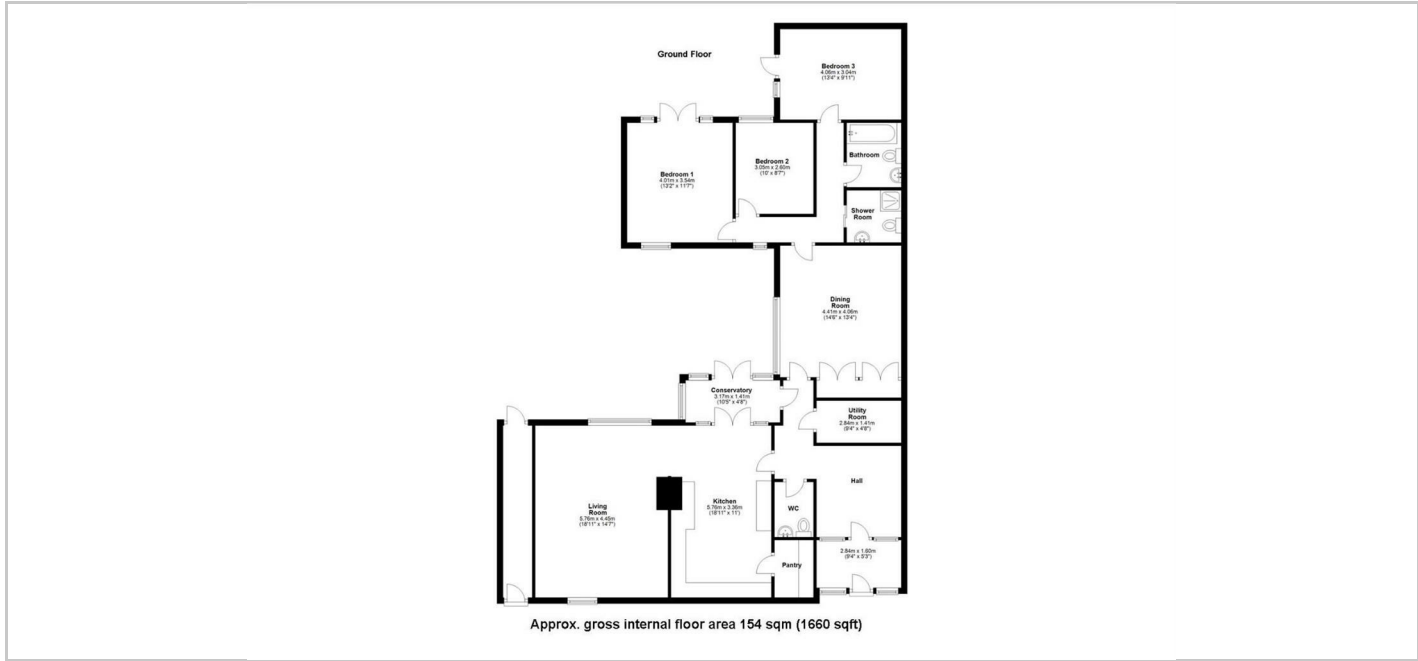 Ground Floor
Bedroom 3
4.06m x 3.04m
(13'4" x 9'11")
Bedroom 2
3.05m x 2.60m
(10' x 8'7")
Bathroom
Bedroom 1
4.01m x 3.54m
(13'2" x 11'7")
Shower
Room
Dining
Room
4.41m x 4.06m
(14'6" x 13'4")
Conservatory
3.17m x 1.41m
(10'5" x 4'8")
Utility
Room
2.84m x 1.41m
(9'4" x 4'8")
Hall
Living
Room
5.76m x 4.45m
(18'11" x 14'7")
Kitchen
5.76m x 3.36m
(18'11" x 11')
WC
2.84m x 1.60m
(9'4" x 5'3")
Pantry
Approx. gross internal floor area 154 sqm (1660 sqft)